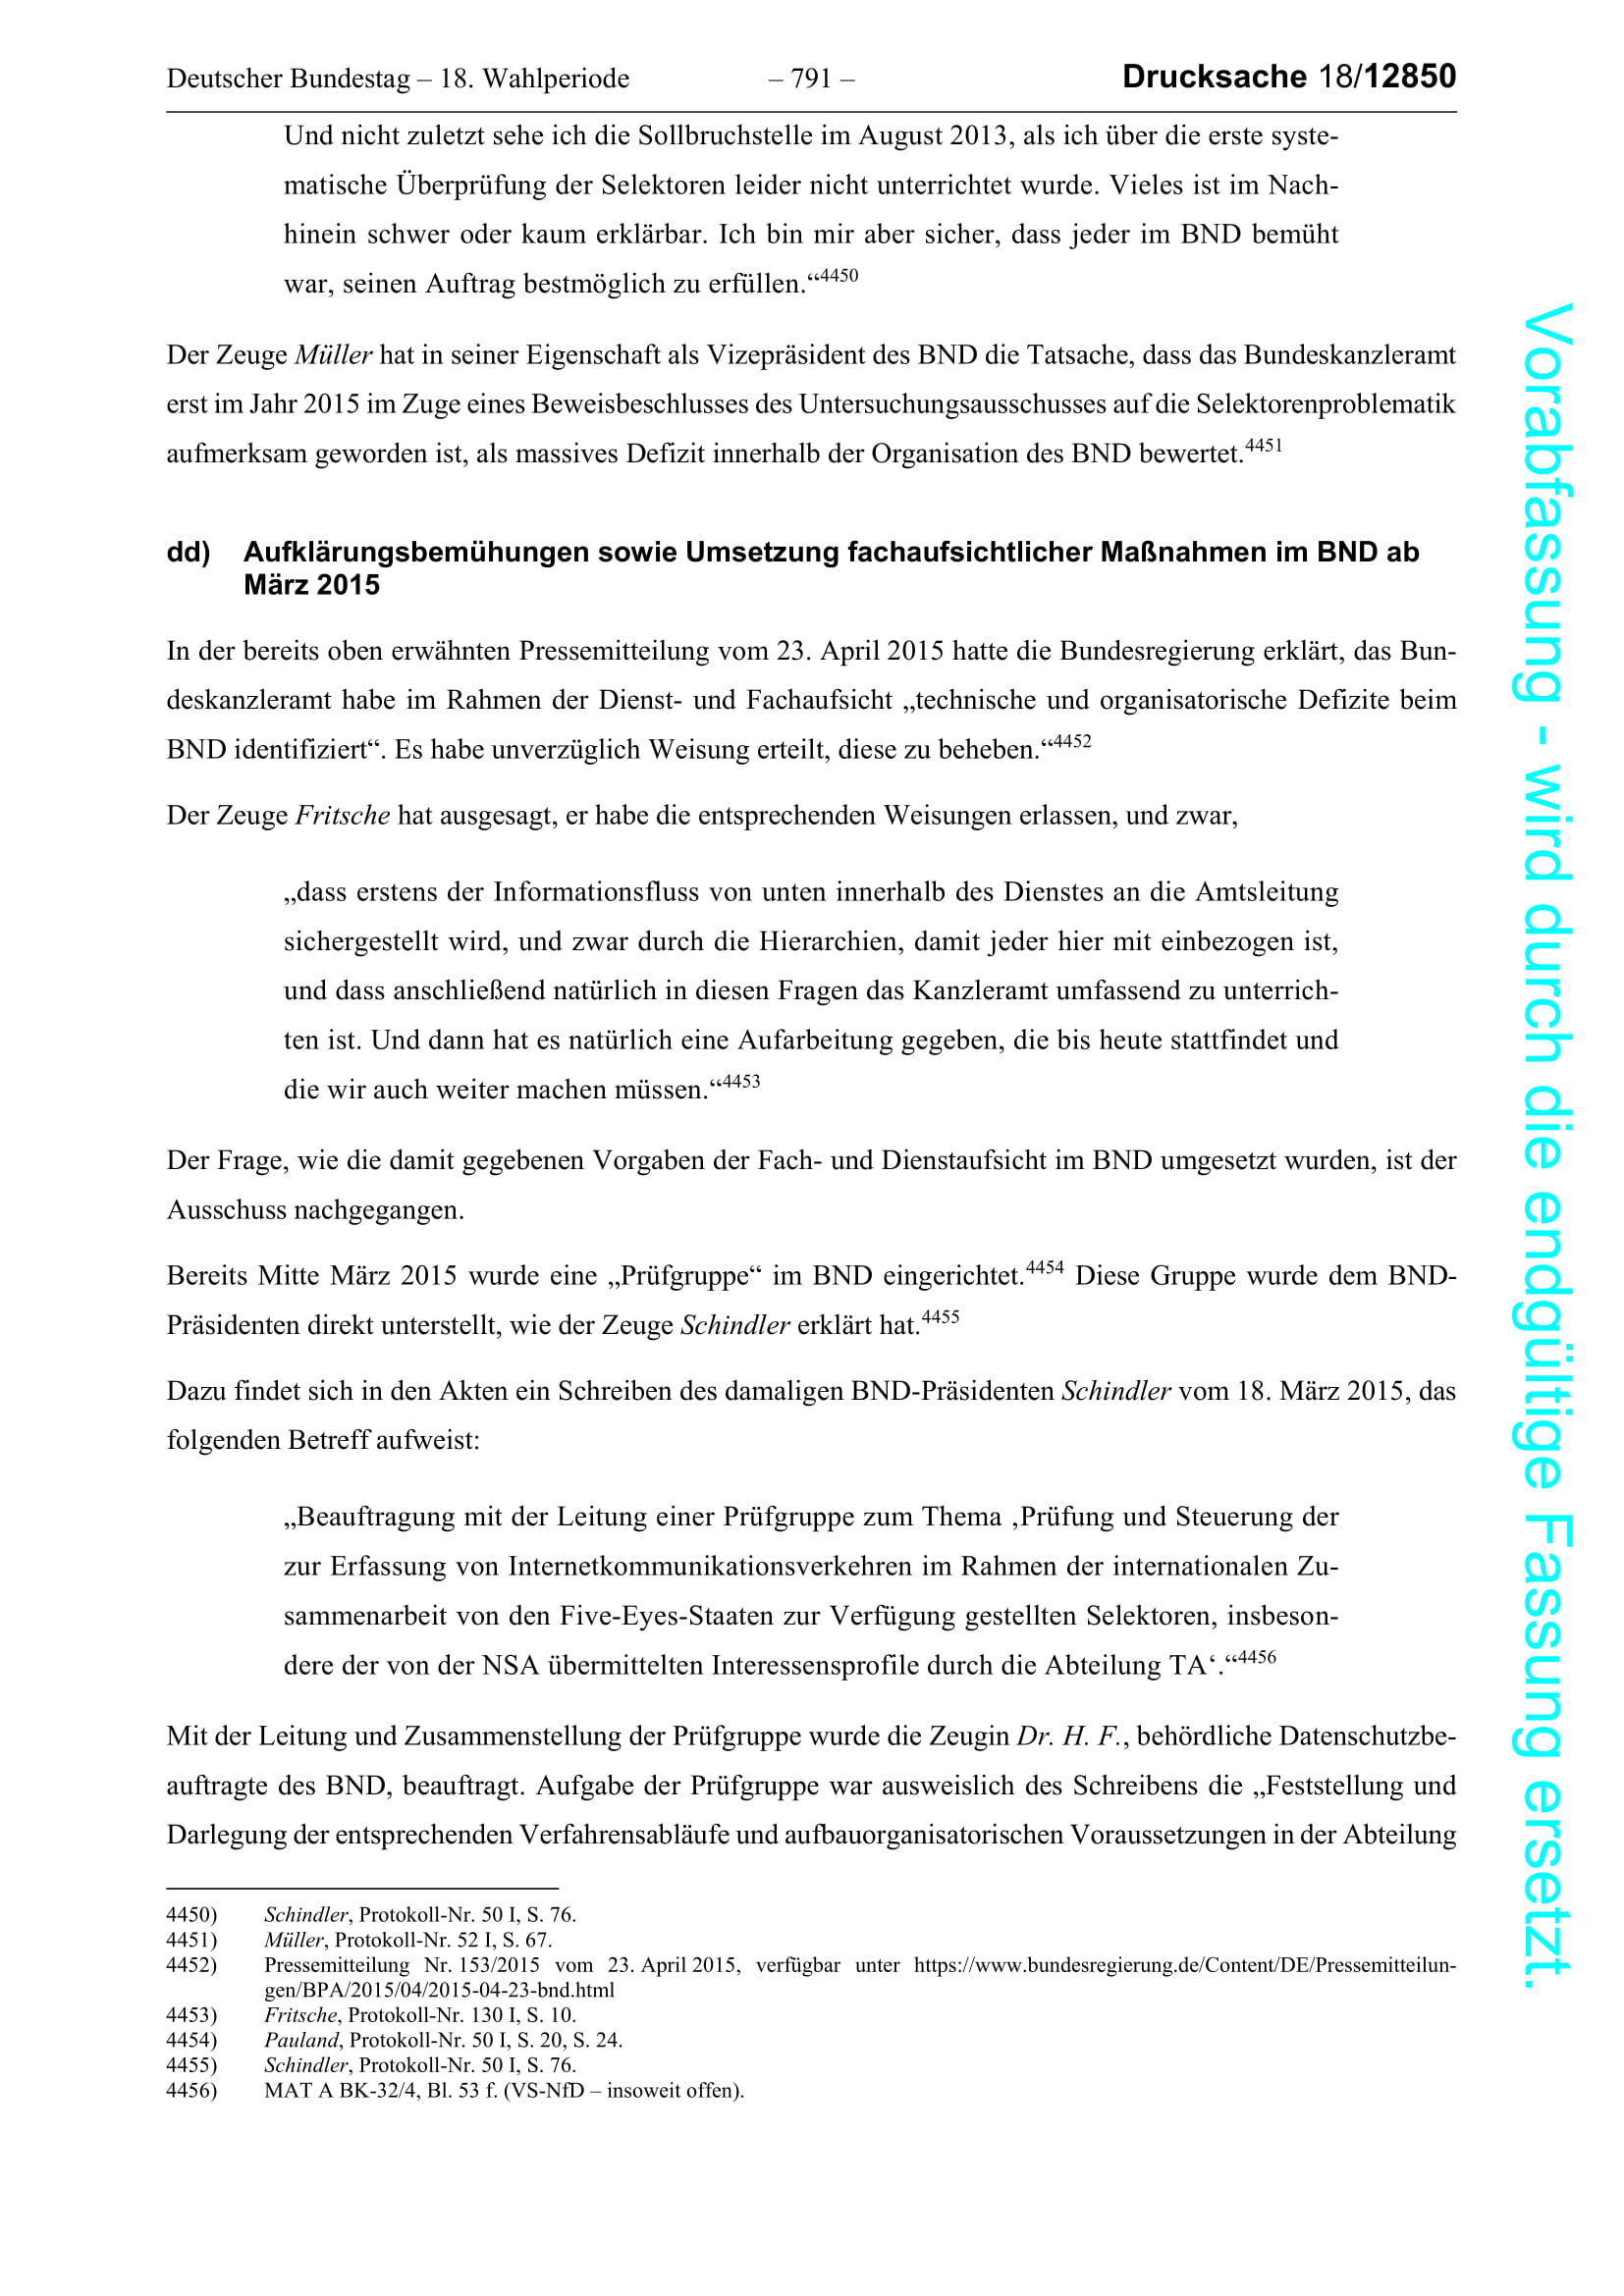 Deutscher Bundestag – 18. Wahlperiode – 791 – Drucksache 18/12850
Und nicht zuletzt sehe ich die Sollbruchstelle im August 2013, als ich über die erste syste-
matische Überprüfung der Selektoren leider nicht unterrichtet wurde. Vieles ist im Nach-
hinein schwer oder kaum erklärbar. Ich bin mir aber sicher, dass jeder im BND bemüht
war, seinen Auftrag bestmöglich zu erfüllen.“4450
Der Zeuge Müller hat in seiner Eigenschaft als Vizepräsident des BND die Tatsache, dass das Bundeskanzleramt
erst im Jahr 2015 im Zuge eines Beweisbeschlusses des Untersuchungsausschusses auf die Selektorenproblematik
aufmerksam geworden ist, als massives Defizit innerhalb der Organisation des BND bewertet.4451
dd) Aufklärungsbemühungen sowie Umsetzung fachaufsichtlicher Maßnahmen im BND ab
März 2015
In der bereits oben erwähnten Pressemitteilung vom 23. April 2015 hatte die Bundesregierung erklärt, das Bun-
deskanzleramt habe im Rahmen der Dienst- und Fachaufsicht „technische und organisatorische Defizite beim
BND identifiziert“. Es habe unverzüglich Weisung erteilt, diese zu beheben.“4452
Der Zeuge Fritsche hat ausgesagt, er habe die entsprechenden Weisungen erlassen, und zwar,
„dass erstens der Informationsfluss von unten innerhalb des Dienstes an die Amtsleitung
sichergestellt wird, und zwar durch die Hierarchien, damit jeder hier mit einbezogen ist,
und dass anschließend natürlich in diesen Fragen das Kanzleramt umfassend zu unterrich-
ten ist. Und dann hat es natürlich eine Aufarbeitung gegeben, die bis heute stattfindet und
die wir auch weiter machen müssen.“4453
Der Frage, wie die damit gegebenen Vorgaben der Fach- und Dienstaufsicht im BND umgesetzt wurden, ist der
Ausschuss nachgegangen.
Bereits Mitte März 2015 wurde eine „Prüfgruppe“ im BND eingerichtet.4454 Diese Gruppe wurde dem BND-
Präsidenten direkt unterstellt, wie der Zeuge Schindler erklärt hat.4455
Dazu findet sich in den Akten ein Schreiben des damaligen BND-Präsidenten Schindler vom 18. März 2015, das
folgenden Betreff aufweist:
„Beauftragung mit der Leitung einer Prüfgruppe zum Thema ‚Prüfung und Steuerung der
zur Erfassung von Internetkommunikationsverkehren im Rahmen der internationalen Zu-
sammenarbeit von den Five-Eyes-Staaten zur Verfügung gestellten Selektoren, insbeson-
dere der von der NSA übermittelten Interessensprofile durch die Abteilung TA‘.“4456
Mit der Leitung und Zusammenstellung der Prüfgruppe wurde die Zeugin Dr. H. F., behördliche Datenschutzbe-
auftragte des BND, beauftragt. Aufgabe der Prüfgruppe war ausweislich des Schreibens die „Feststellung und
Darlegung der entsprechenden Verfahrensabläufe und aufbauorganisatorischen Voraussetzungen in der Abteilung
4450) Schindler, Protokoll-Nr. 50 I, S. 76.
4451) Müller, Protokoll-Nr. 52 I, S. 67.
4452) Pressemitteilung Nr. 153/2015 vom 23. April 2015, verfügbar unter https://www.bundesregierung.de/Content/DE/Pressemitteilun-
gen/BPA/2015/04/2015-04-23-bnd.html
4453) Fritsche, Protokoll-Nr. 130 I, S. 10.
4454) Pauland, Protokoll-Nr. 50 I, S. 20, S. 24.
4455) Schindler, Protokoll-Nr. 50 I, S. 76.
4456) MAT A BK-32/4, Bl. 53 f. (VS-NfD – insoweit offen).
Vorabfassung - wird durch die endgültige Fassung ersetzt.